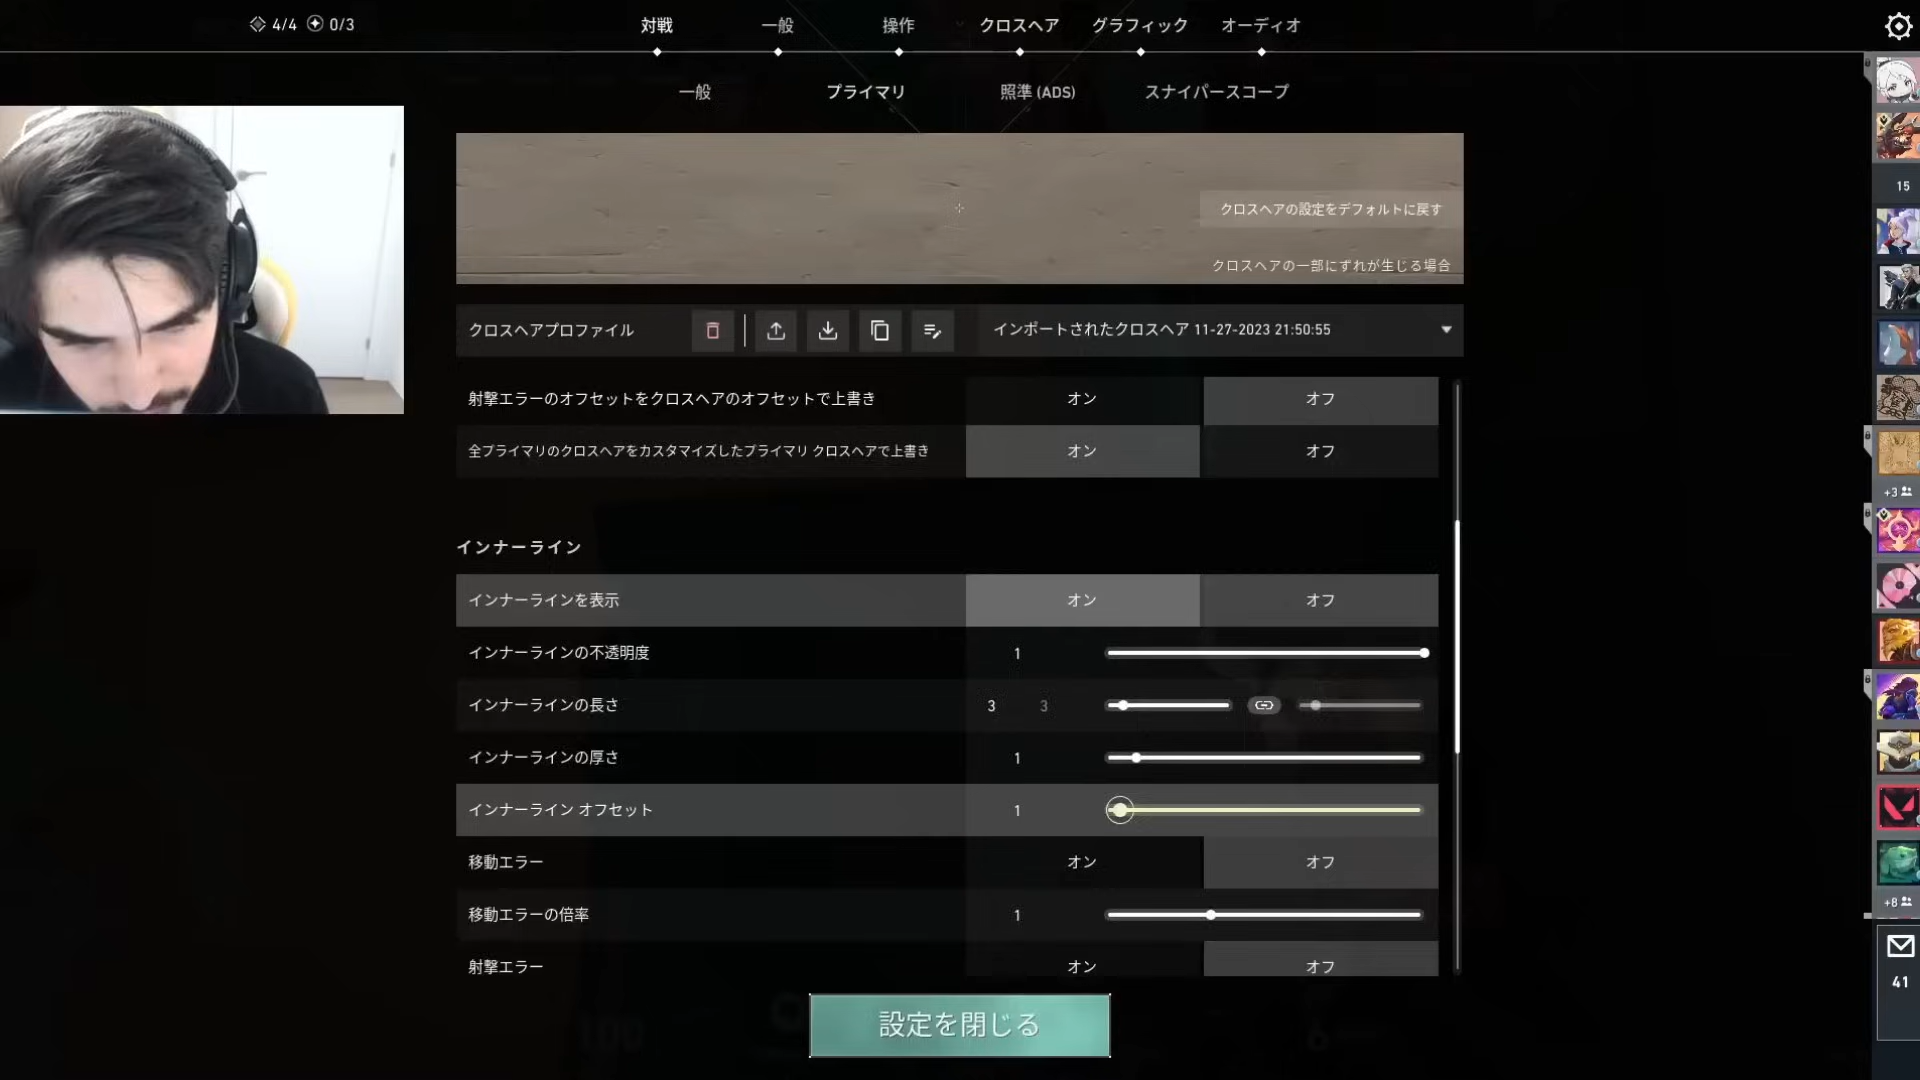 4/4 0/3
対戦 一般 操作 クロスヘア グラフィック オーディオ
一般 プライマリ 照準 (ADS) スナイパースコープ
クロスヘアの設定をデフォルトに戻す
クロスヘアの一部にずれが生じる場合
クロスヘアプロファイル インポートされたクロスヘア 11-27-2023 21:50:55
射撃エラーのオフセットをクロスヘアのオフセットで上書き オン オフ
全プライマリのクロスヘアをカスタマイズしたプライマリ クロスヘアで上書き オン オフ
インナーライン
インナーラインを表示 オン オフ
インナーラインの不透明度 1
インナーラインの長さ 3 3
インナーラインの厚さ 1
インナーライン オフセット 1
移動エラー オン オフ
移動エラーの倍率 1
射撃エラー オン オフ
設定を閉じる
15
+3
+8
41